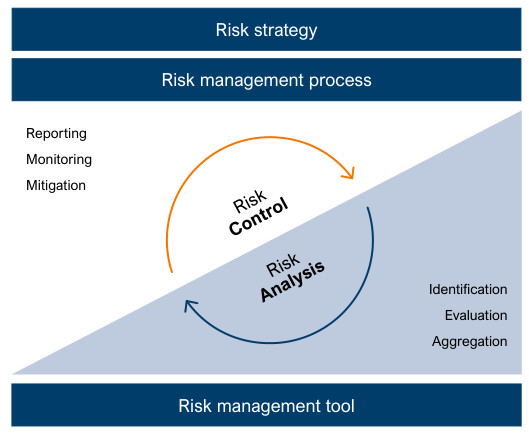 Risk strategy
Risk management process
Reporting
Monitoring
Mitigation
Risk
Control
Risk
Analysis
Identification
Evaluation
Aggregation
Risk management tool